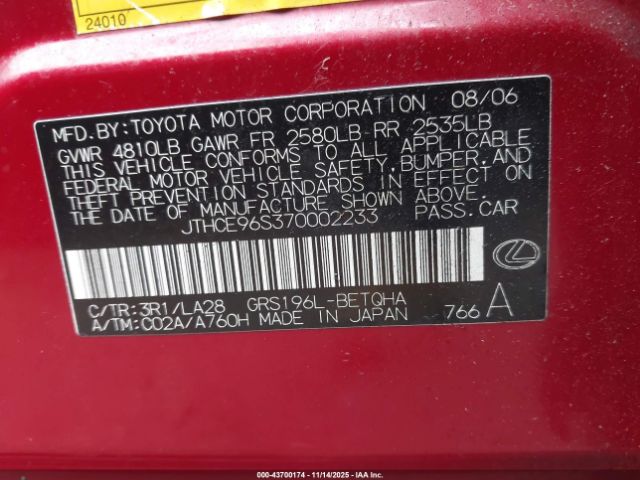 24010
MFD.BY:TOYOTA MOTOR CORPORATION 08/06
GVWR 4810LB GAWR FR 2580LB RR 2535LB
THIS VEHICLE CONFORMS TO ALL APPLICABLE
FEDERAL MOTOR VEHICLE SAFETY,BUMPER,AND
THEFT PREVENTION STANDARDS IN EFFECT ON
THE DATE OF MANUFACTURE SHOWN ABOVE.
JTHCE96S370002233 PASS.CAR
C/TR:3R1/LA28 GRS196L-BETQHA
A/TM:C02A/A760H MADE IN JAPAN 766 A
000-43700174 | 11/14/2025 - IAA Inc.